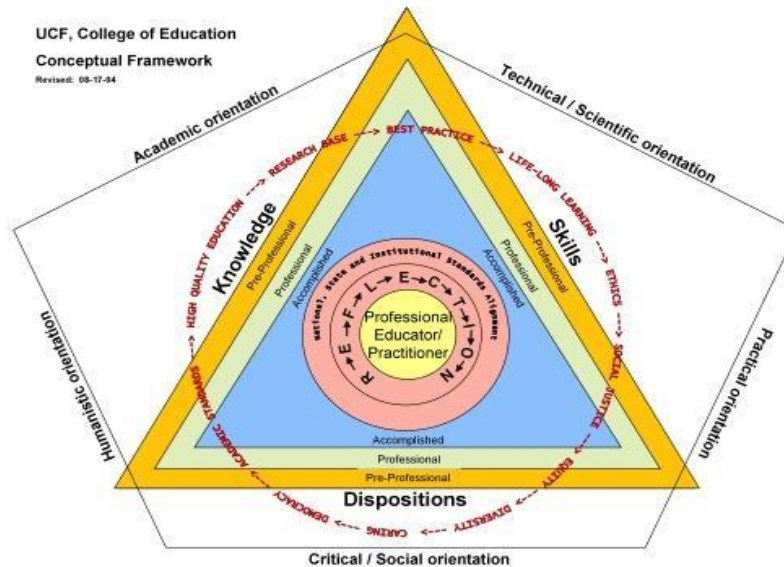 UCF, College of Education
Conceptual Framework
Revised: 08-17-04
Academic orientation
Technical / Scientific orientation
Practical orientation
Critical / Social orientation
Humanistic orientation
HIGH QUALITY EDUCATION ---> RESEARCH BASE ---> BEST PRACTICE ---> LIFE-LONG LEARNING ---> ETHICS ---> SOCIAL JUSTICE ---> EQUITY ---> DIVERSITY ---> CARING ---> DEMOCRACY ---> ACADEMIC STANDARDS --->
Knowledge
Pre-Professional
Professional
Accomplished
Skills
Pre-Professional
Professional
Accomplished
National, State and Institutional Standards Alignment
R→E→F→L→E→C→T→I→O→N
Professional
Educator/
Practitioner
Accomplished
Professional
Pre-Professional
Dispositions